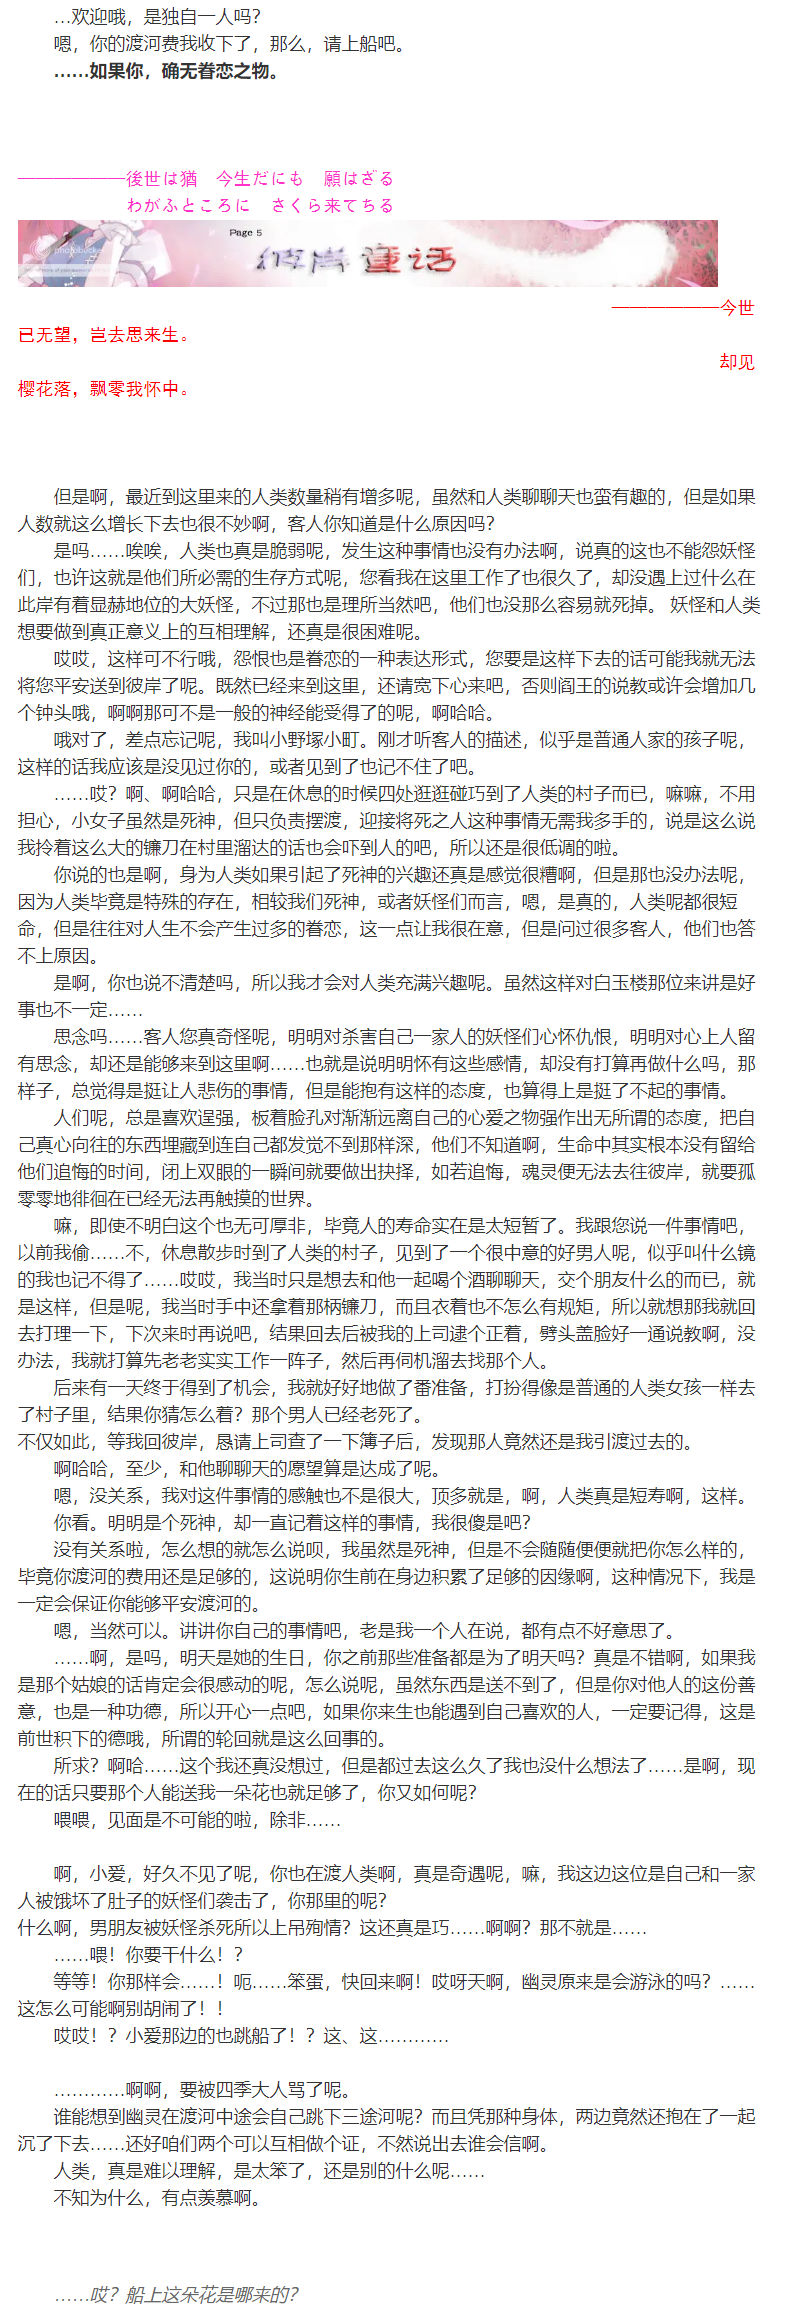 …欢迎哦，是独自一人吗？
嗯，你的渡河费我收下了，那么，请上船吧。
……如果你，确无眷恋之物。
——————後世は猶　今生だにも　願はざる
わがふところに　さくら来てちる
Page 5
photobucket
彼岸童话
——————今世
已无望，岂去思来生。
却见
樱花落，飘零我怀中。
但是啊，最近到这里来的人类数量稍有增多呢，虽然和人类聊聊天也蛮有趣的，但是如果
人数就这么增长下去也很不妙啊，客人你知道是什么原因吗？
是吗……唉唉，人类也真是脆弱呢，发生这种事情也没有办法啊，说真的这也不能怨妖怪
们，也许这就是他们所必需的生存方式呢，您看我在这里工作了也很久了，却没遇上过什么在
此岸有着显赫地位的大妖怪，不过那也是理所当然吧，他们也没那么容易就死掉。 妖怪和人类
想要做到真正意义上的互相理解，还真是很困难呢。
哎哎，这样可不行哦，怨恨也是眷恋的一种表达形式，您要是这样下去的话可能我就无法
将您平安送到彼岸了呢。既然已经来到这里，还请宽下心来吧，否则阎王的说教或许会增加几
个钟头哦，啊啊那可不是一般的神经能受得了的呢，啊哈哈。
哦对了，差点忘记呢，我叫小野塚小町。刚才听客人的描述，似乎是普通人家的孩子呢，
这样的话我应该是没见过你的，或者见到了也记不住了吧。
……哎？啊、啊哈哈，只是在休息的时候四处逛逛碰巧到了人类的村子而已，嘛嘛，不用
担心，小女子虽然是死神，但只负责摆渡，迎接将死之人这种事情无需我多手的，说是这么说
我拎着这么大的镰刀在村里溜达的话也会吓到人的吧，所以还是很低调的啦。
你说的也是啊，身为人类如果引起了死神的兴趣还真是感觉很糟啊，但是那也没办法呢，
因为人类毕竟是特殊的存在，相较我们死神，或者妖怪们而言，嗯，是真的，人类呢都很短
命，但是往往对人生不会产生过多的眷恋，这一点让我很在意，但是问过很多客人，他们也答
不上原因。
是啊，你也说不清楚吗，所以我才会对人类充满兴趣呢。虽然这样对白玉楼那位来讲是好
事也不一定……
思念吗……客人您真奇怪呢，明明对杀害自己一家人的妖怪们心怀仇恨，明明对心上人留
有思念，却还是能够来到这里啊……也就是说明明怀有这些感情，却没有打算再做什么吗，那
样子，总觉得是挺让人悲伤的事情，但是能抱有这样的态度，也算得上是挺了不起的事情。
人们呢，总是喜欢逞强，板着脸孔对渐渐远离自己的心爱之物强作出无所谓的态度，把自
己真心向往的东西埋藏到连自己都发觉不到那样深，他们不知道啊，生命中其实根本没有留给
他们追悔的时间，闭上双眼的一瞬间就要做出抉择，如若追悔，魂灵便无法去往彼岸，就要孤
零零地徘徊在已经无法再触摸的世界。
嘛，即使不明白这个也无可厚非，毕竟人的寿命实在是太短暂了。我跟您说一件事情吧，
以前我偷……不，休息散步时到了人类的村子，见到了一个很中意的好男人呢，似乎叫什么镜
的我也记不得了……哎哎，我当时只是想去和他一起喝个酒聊聊天，交个朋友什么的而已，就
是这样，但是呢，我当时手中还拿着那柄镰刀，而且衣着也不怎么有规矩，所以就想那我就回
去打理一下，下次来时再说吧，结果回去后被我的上司逮个正着，劈头盖脸好一通说教啊，没
办法，我就打算先老老实实工作一阵子，然后再伺机溜去找那个人。
后来有一天终于得到了机会，我就好好地做了番准备，打扮得像是普通的人类女孩一样去
了村子里，结果你猜怎么着？那个男人已经老死了。
不仅如此，等我回彼岸，恳请上司查了一下簿子后，发现那人竟然还是我引渡过去的。
啊哈哈，至少，和他聊聊天的愿望算是达成了呢。
嗯，没关系，我对这件事情的感触也不是很大，顶多就是，啊，人类真是短寿啊，这样。
你看。明明是个死神，却一直记着这样的事情，我很傻是吧？
没有关系啦，怎么想的就怎么说呗，我虽然是死神，但是不会随随便便就把你怎么样的，
毕竟你渡河的费用还是足够的，这说明你生前在身边积累了足够的因缘啊，这种情况下，我是
一定会保证你能够平安渡河的。
嗯，当然可以。讲讲你自己的事情吧，老是我一个人在说，都有点不好意思了。
……啊，是吗，明天是她的生日，你之前那些准备都是为了明天吗？真是不错啊，如果我
是那个姑娘的话肯定会很感动的呢，怎么说呢，虽然东西是送不到了，但是你对他人的这份善
意，也是一种功德，所以开心一点吧，如果你来生也能遇到自己喜欢的人，一定要记得，这是
前世积下的德哦，所谓的轮回就是这么回事的。
所求？啊哈……这个我还真没想过，但是都过去这么久了我也没什么想法了……是啊，现
在的话只要那个人能送我一朵花也就足够了，你又如何呢？
喂喂，见面是不可能的啦，除非……
啊，小爱，好久不见了呢，你也在渡人类啊，真是奇遇呢，嘛，我这边这位是自己和一家
人被饿坏了肚子的妖怪们袭击了，你那里的呢？
什么啊，男朋友被妖怪杀死所以上吊殉情？这还真是巧……啊啊？那不就是……
……喂！你要干什么！？
等等！你那样会……！呃……笨蛋，快回来啊！哎呀天啊，幽灵原来是会游泳的吗？……
这怎么可能啊别胡闹了！！
哎哎！？小爱那边的也跳船了！？这、这…………
…………啊啊，要被四季大人骂了呢。
谁能想到幽灵在渡河中途会自己跳下三途河呢？而且凭那种身体，两边竟然还抱在了一起
沉了下去……还好咱们两个可以互相做个证，不然说出去谁会信啊。
人类，真是难以理解，是太笨了，还是别的什么呢……
不知为什么，有点羡慕啊。
……哎？船上这朵花是哪来的？